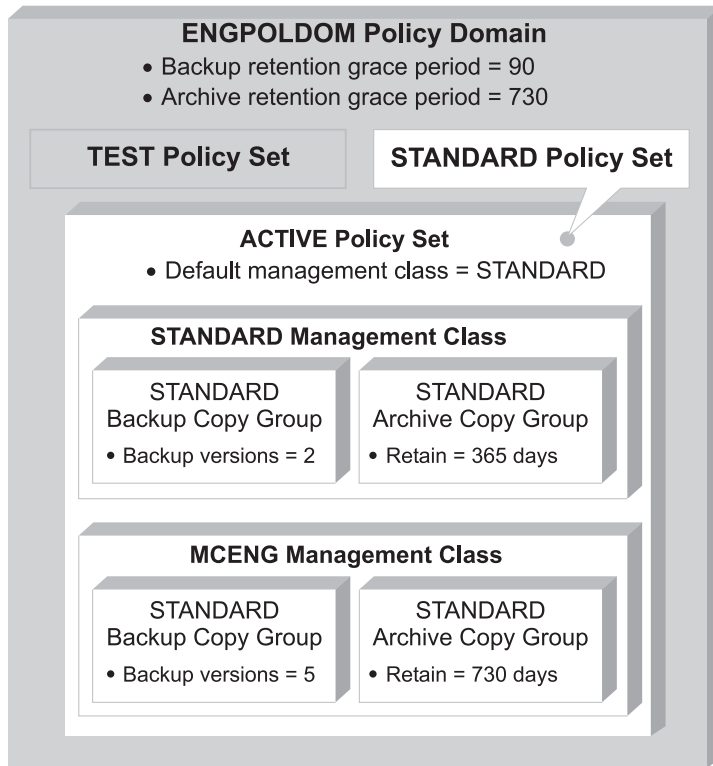 ENGPOLDOM Policy Domain
• Backup retention grace period = 90
• Archive retention grace period = 730
TEST Policy Set
STANDARD Policy Set
ACTIVE Policy Set
• Default management class = STANDARD
STANDARD Management Class
STANDARD
Backup Copy Group
• Backup versions = 2
STANDARD
Archive Copy Group
• Retain = 365 days
MCENG Management Class
STANDARD
Backup Copy Group
• Backup versions = 5
STANDARD
Archive Copy Group
• Retain = 730 days